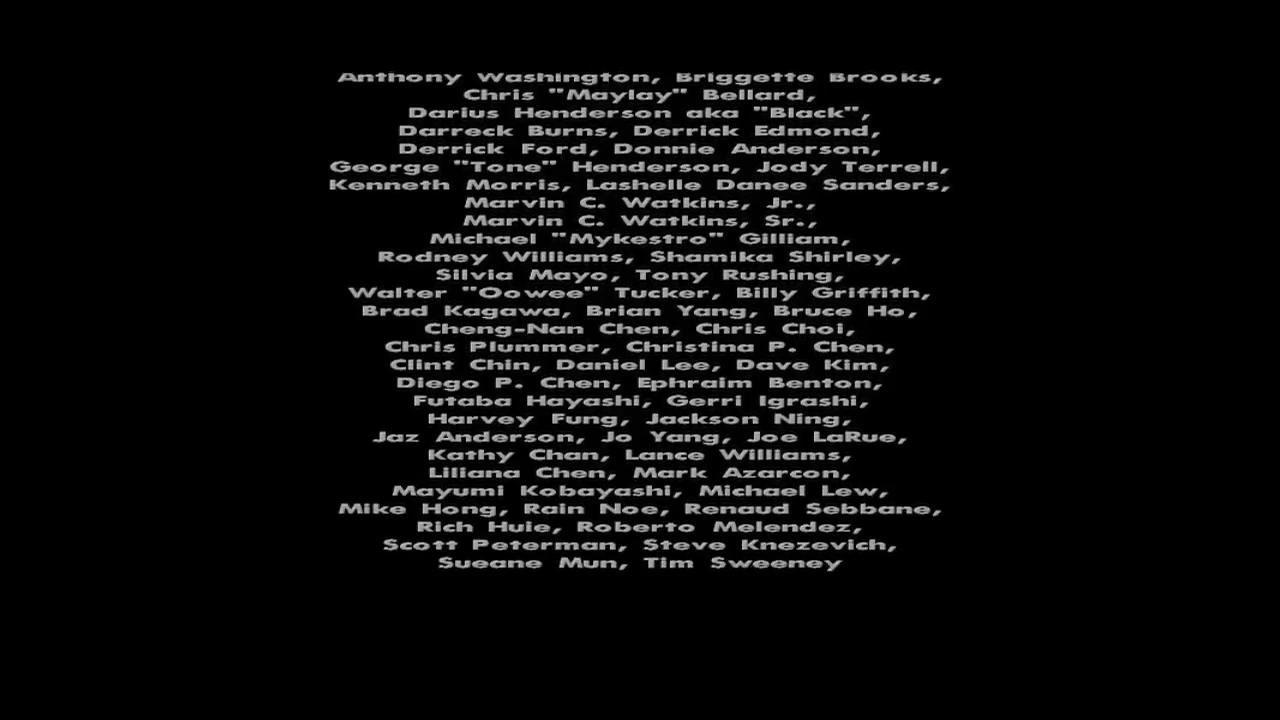 Anthony Washington, Briggette Brooks,
Chris "Maylay" Bellard,
Darius Henderson aka "Black",
Darreck Burns, Derrick Edmond,
Derrick Ford, Donnie Anderson,
George "Tone" Henderson, Jody Terrell,
Kenneth Morris, Lashelle Danee Sanders,
Marvin C. Watkins, Jr.,
Marvin C. Watkins, Sr.,
Michael "Mykestro" Gilliam,
Rodney Williams, Shamika Shirley,
Silvia Mayo, Tony Rushing,
Walter "Oowee" Tucker, Billy Griffith,
Brad Kagawa, Brian Yang, Bruce Ho,
Cheng-Nan Chen, Chris Choi,
Chris Plummer, Christina P. Chen,
Clint Chin, Daniel Lee, Dave Kim,
Diego P. Chen, Ephraim Benton,
Futaba Hayashi, Gerri Igrashi,
Harvey Fung, Jackson Ning,
Jaz Anderson, Jo Yang, Joe LaRue,
Kathy Chan, Lance Williams,
Liliana Chen, Mark Azarcon,
Mayumi Kobayashi, Michael Lew,
Mike Hong, Rain Noe, Renaud Sebbane,
Rich Huie, Roberto Melendez,
Scott Peterman, Steve Knezevich,
Sueane Mun, Tim Sweeney